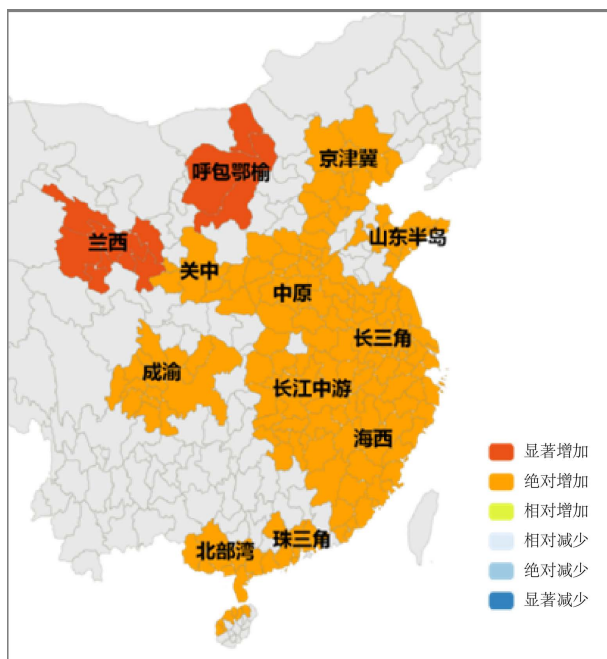 京津冀
呼包鄂榆
山东半岛
兰西
关中
中原
长三角
成渝
长江中游
海西
珠三角
北部湾
显著增加
绝对增加
相对增加
相对减少
绝对减少
显著减少